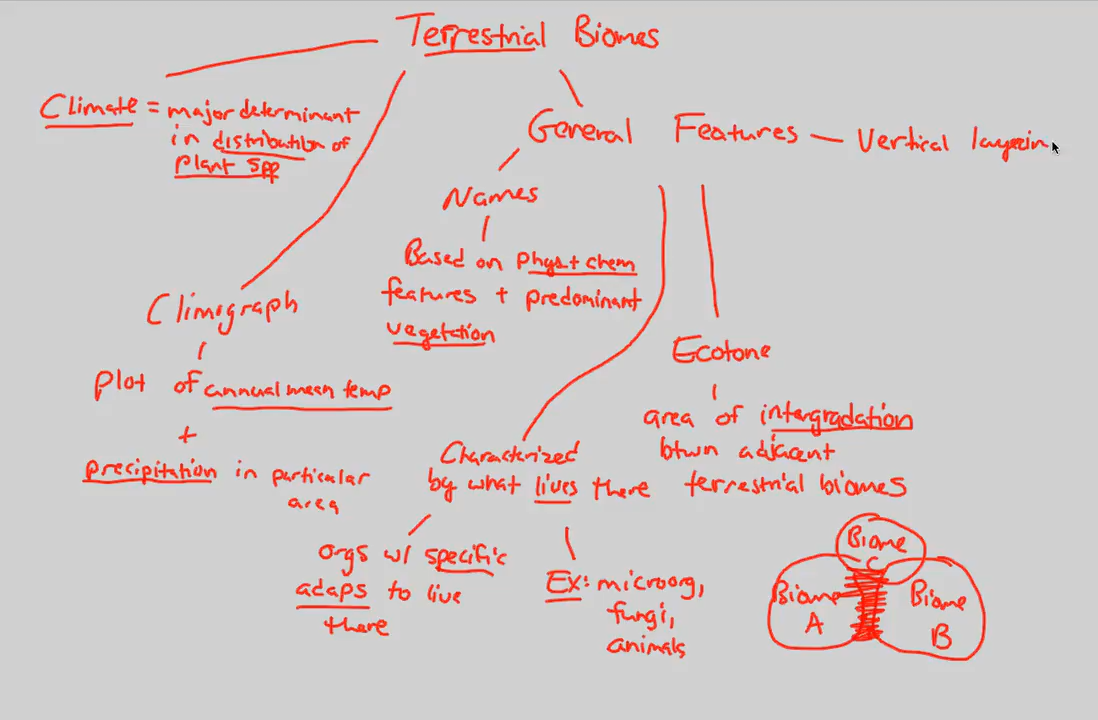 Terrestrial Biomes
Climate = major determinant
in distribution of
plant spp
General Features — Vertical layerin
Names
Based on phys + chem
features + predominant
vegetation
Climograph
plot of annual mean temp
+
precipitation in particular
area
Ecotone
area of intergradation
btwn adjacent
terrestrial biomes
Characterized
by what lives there
orgs w/ specific
adaps to live
there
Ex: microorg,
fungi,
animals
Biome
C
Biome
A
Biome
B